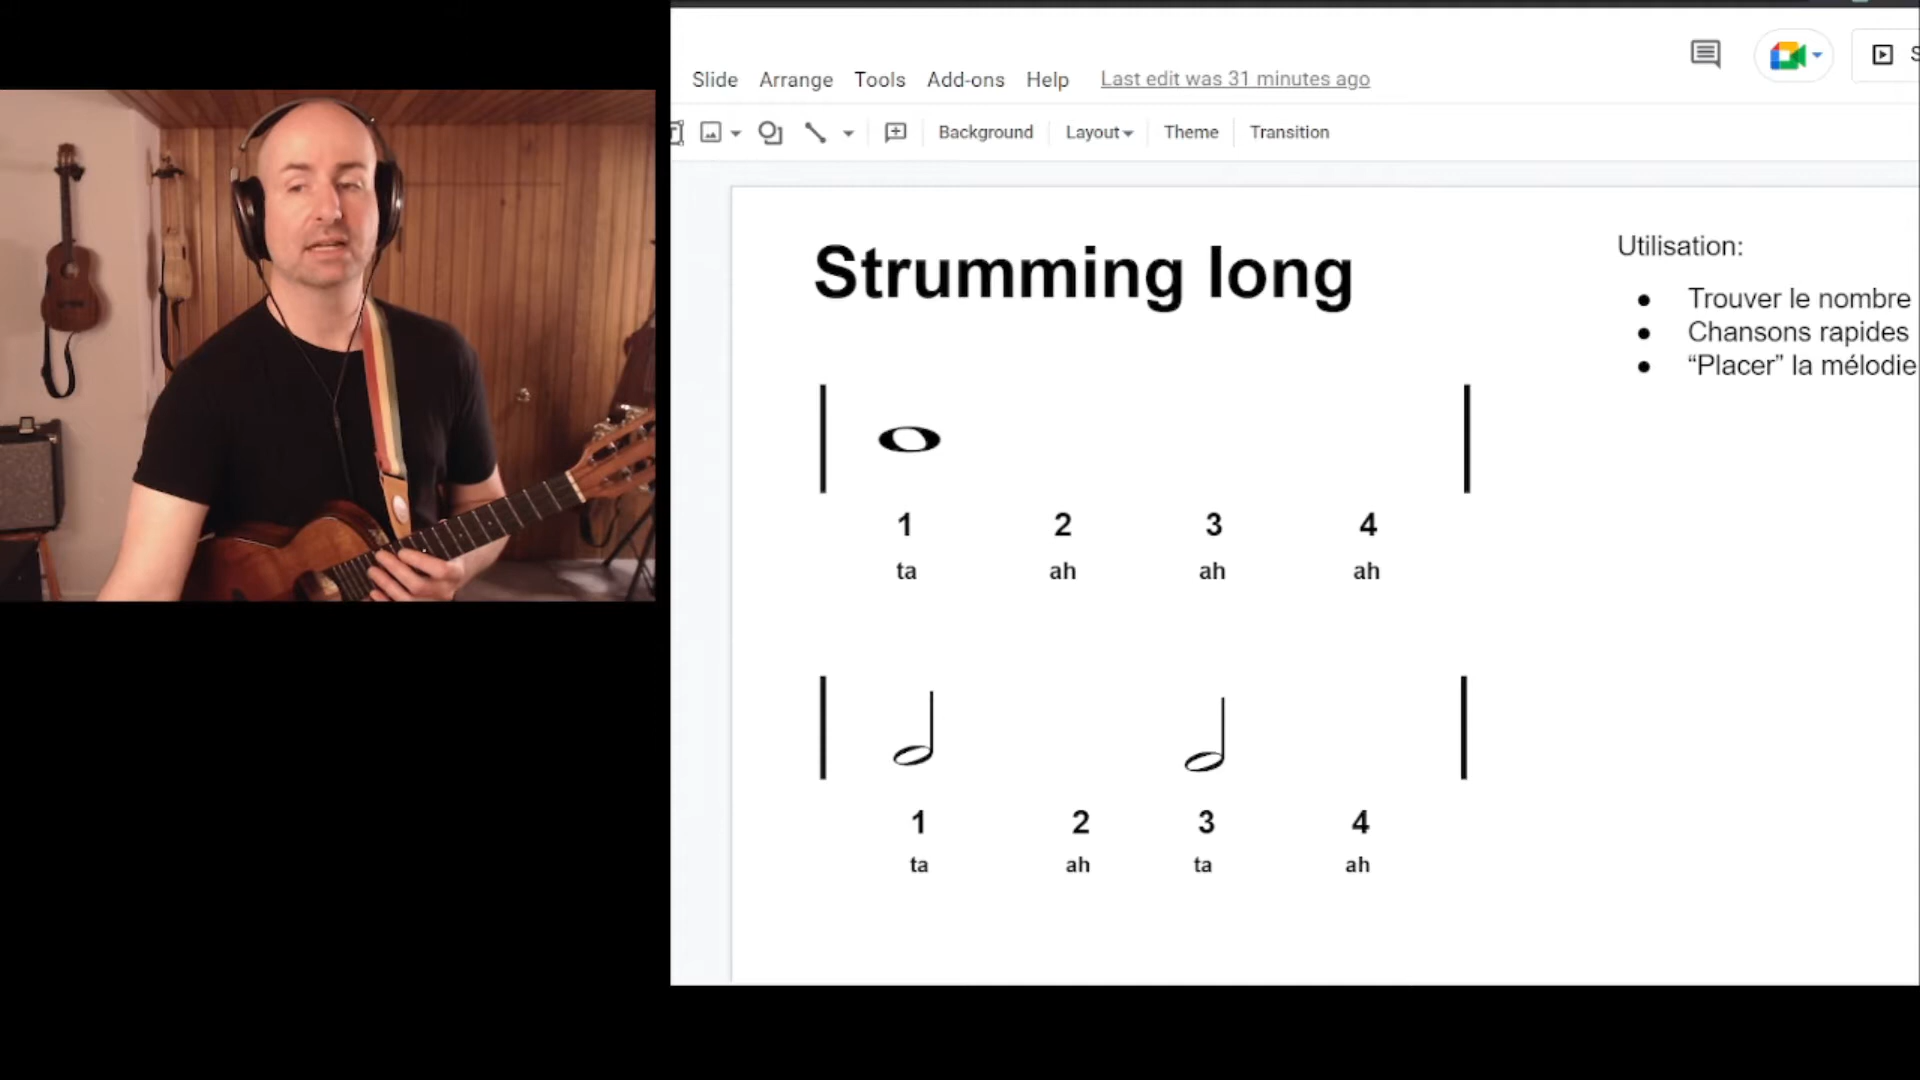 Slide Arrange Tools Add-ons Help Last edit was 31 minutes ago
Background Layout Theme Transition
Strumming long
Utilisation:
● Trouver le nombre
● Chansons rapides
● “Placer” la mélodie
1 2 3 4
ta ah ah ah
1 2 3 4
ta ah ta ah